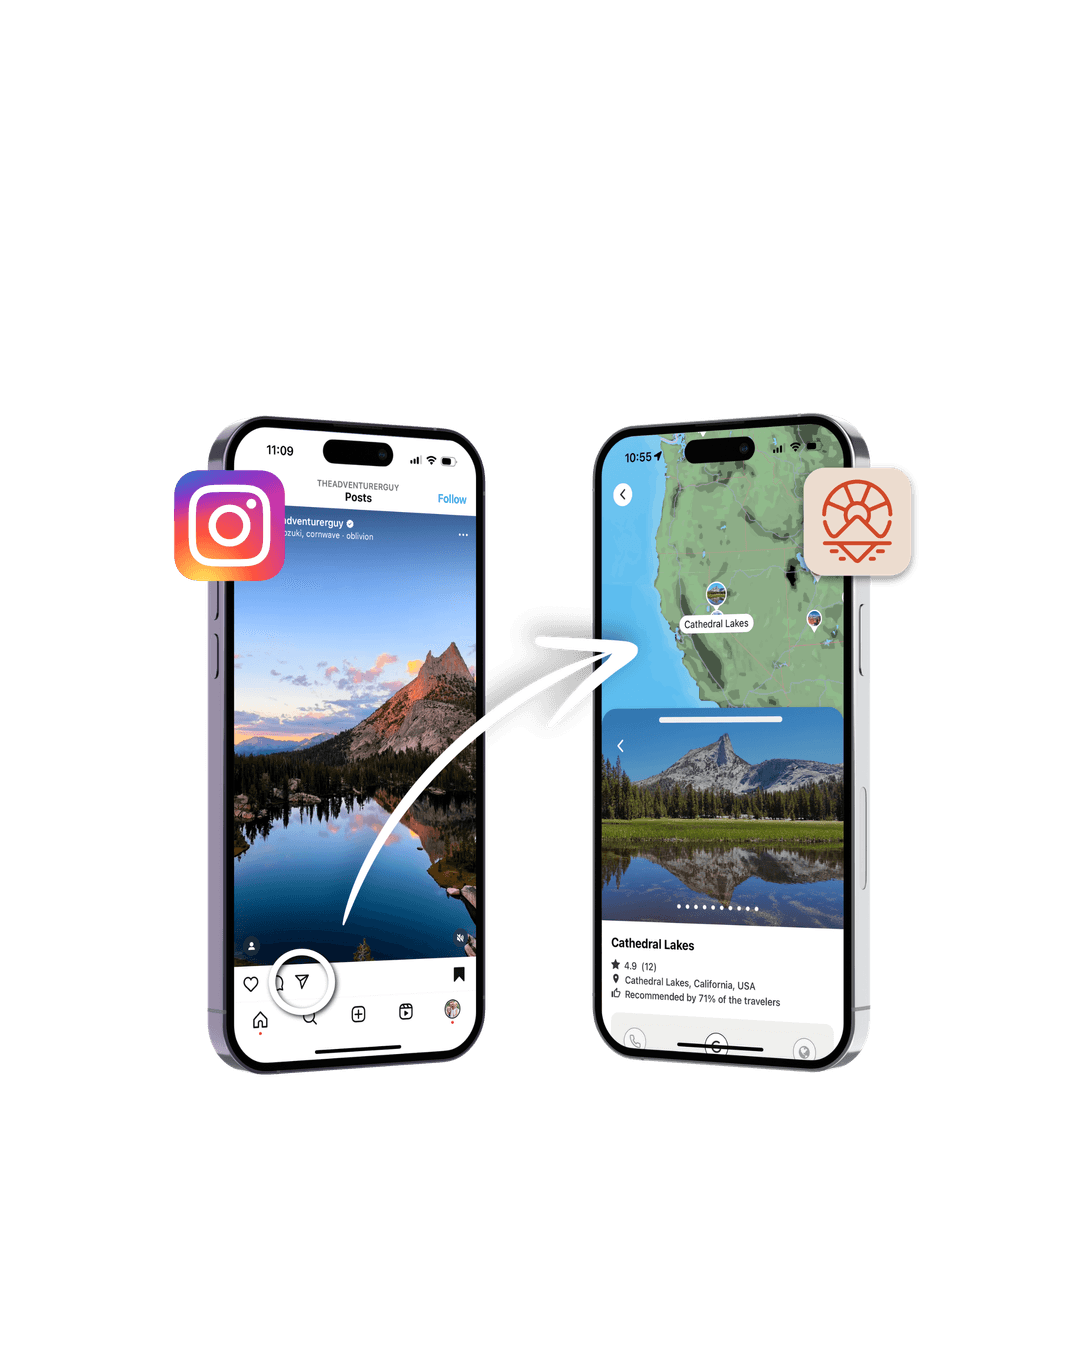 11:09
THEADVENTURERGUY
Posts
Follow
adventurerguy
ozuki, cornwave · oblivion
10:55
Cathedral Lakes
Cathedral Lakes
4.9 (12)
Cathedral Lakes, California, USA
Recommended by 71% of the travelers
G